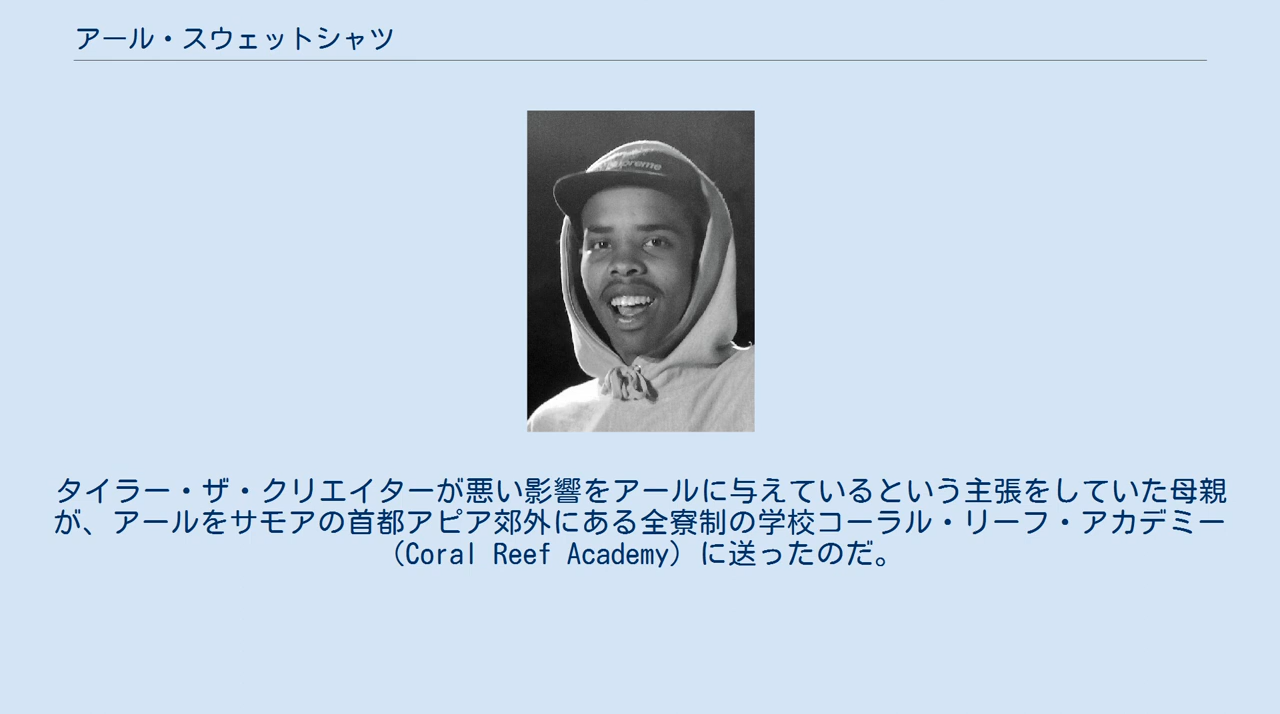 アール・スウェットシャツ
Supreme
タイラー・ザ・クリエイターが悪い影響をアールに与えているという主張をしていた母親
が、アールをサモアの首都アピア郊外にある全寮制の学校コーラル・リーフ・アカデミー
（Coral Reef Academy）に送ったのだ。